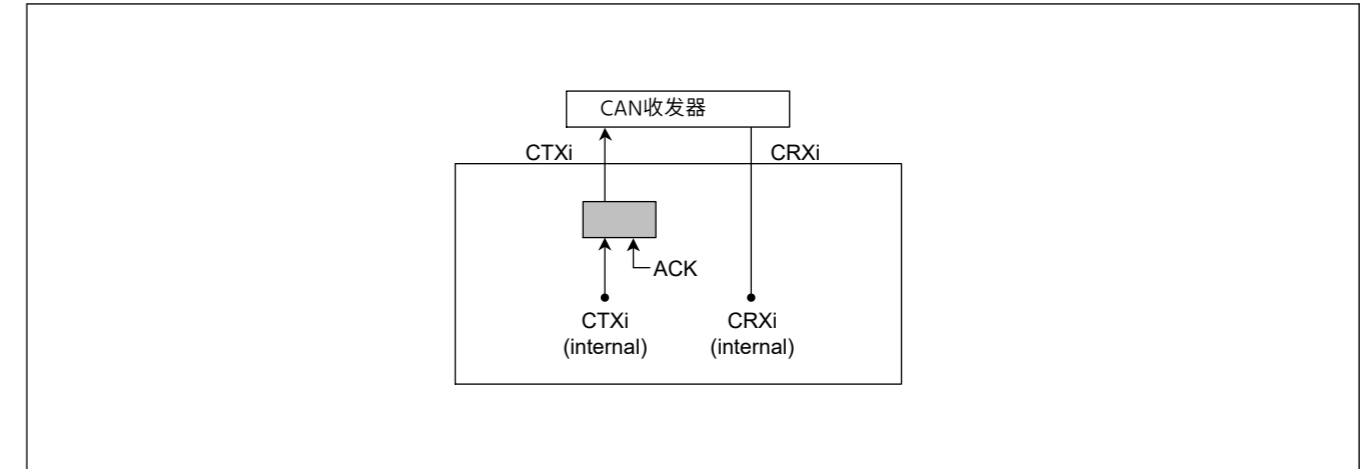 CAN收发器
CTXi
CRXi
ACK
CTXi
(internal)
CRXi
(internal)